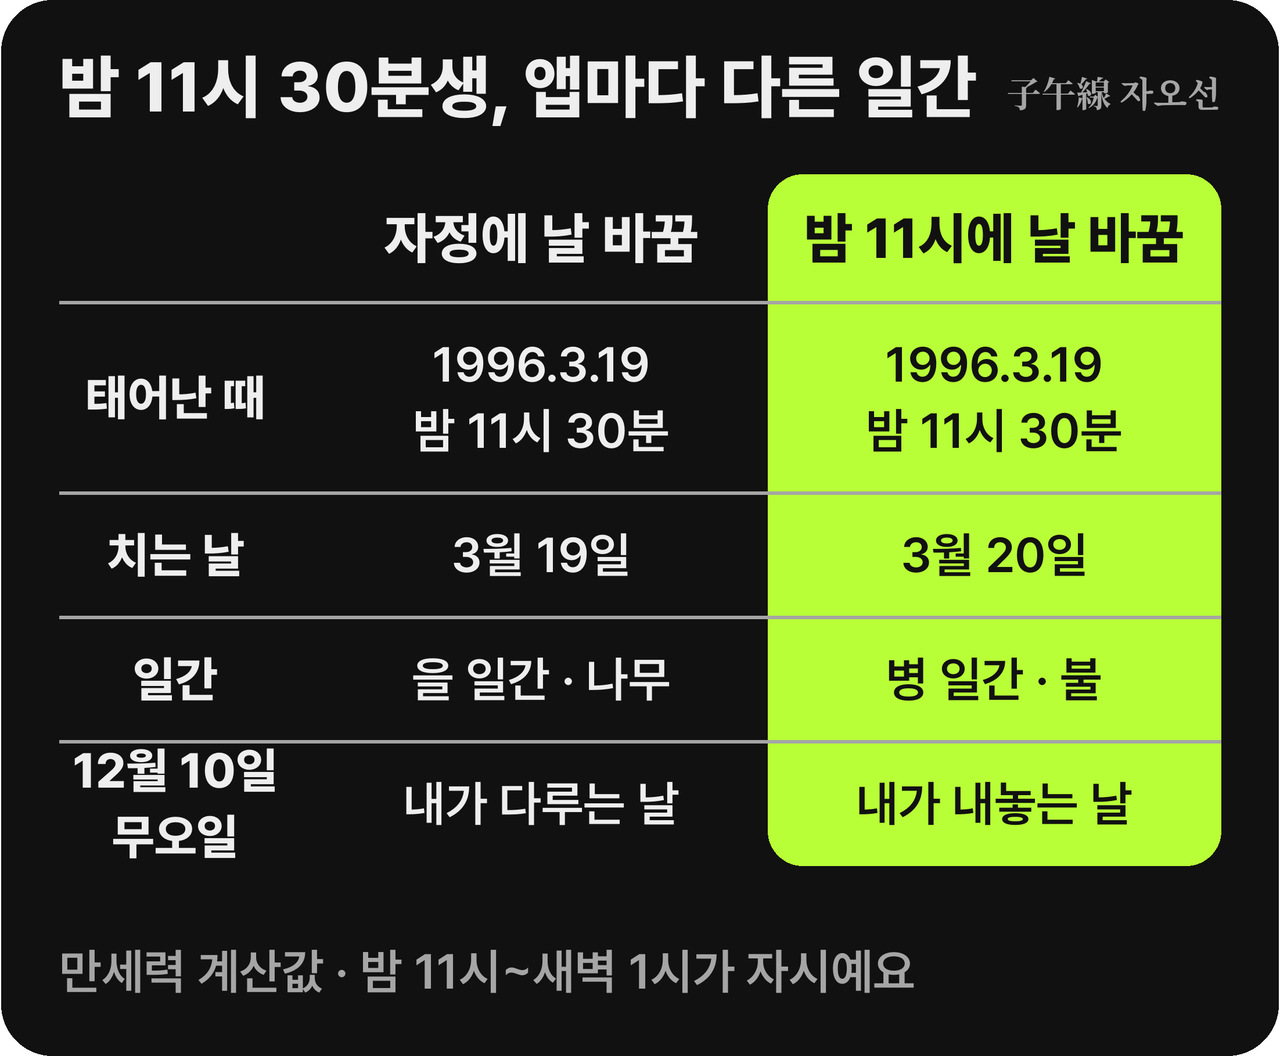 밤 11시 30분생, 앱마다 다른 일간
子午線 자오선
자정에 날 바꿈
밤 11시에 날 바꿈
태어난 때
1996.3.19
밤 11시 30분
1996.3.19
밤 11시 30분
치는 날
3월 19일
3월 20일
일간
을 일간 · 나무
병 일간 · 불
12월 10일
무오일
내가 다루는 날
내가 내놓는 날
만세력 계산값 · 밤 11시~새벽 1시가 자시예요